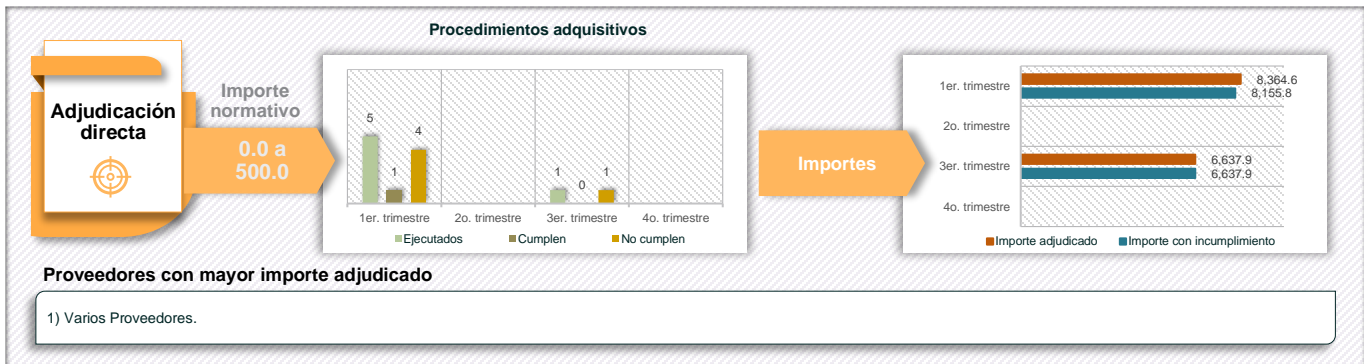 Procedimientos adquisitivos
Adjudicación
directa
Importe
normativo
0.0 a
500.0
5
1
4
1
0
1
1er. trimestre
2o. trimestre
3er. trimestre
4o. trimestre
Ejecutados
Cumplen
No cumplen
Importes
1er. trimestre
8,364.6
8,155.8
2o. trimestre
3er. trimestre
6,637.9
6,637.9
4o. trimestre
Importe adjudicado
Importe con incumplimiento
Proveedores con mayor importe adjudicado
1) Varios Proveedores.